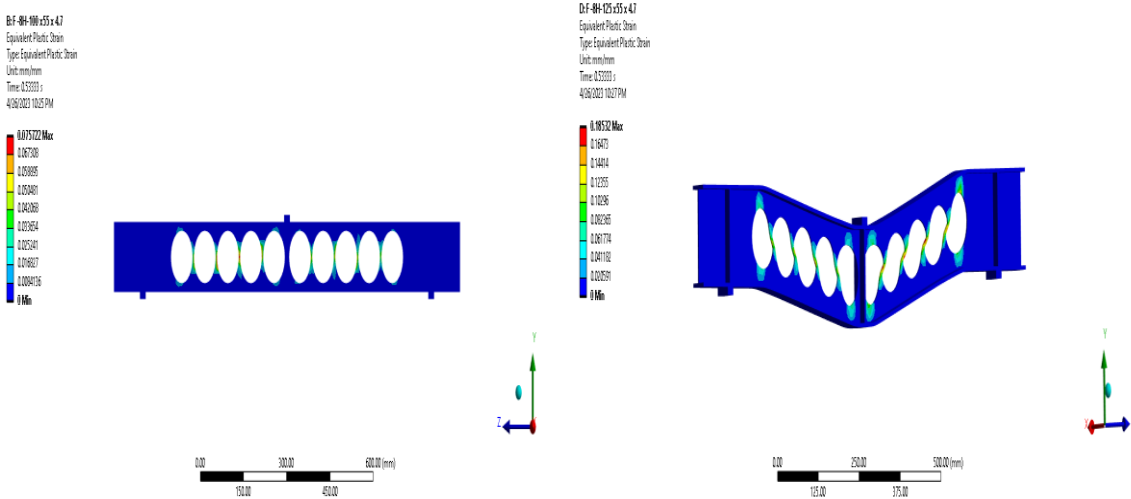 B: F-8H-100 x55 x 4.7
Equivalent Plastic Strain
Type: Equivalent Plastic Strain
Unit: mm/mm
Time: 0.53333 s
4/26/2023 10:25 PM
0.075722 Max
0.067308
0.058895
0.050481
0.042068
0.033654
0.025241
0.016827
0.0084136
0 Min
Z
Y
0.00
300.00
600.00 (mm)
150.00
450.00
D: F-8H-125 x55 x 4.7
Equivalent Plastic Strain
Type: Equivalent Plastic Strain
Unit: mm/mm
Time: 0.53333 s
4/26/2023 10:27 PM
0.18532 Max
0.16473
0.14414
0.12355
0.10296
0.082365
0.061774
0.041182
0.020591
0 Min
Y
X
0.00
250.00
500.00 (mm)
125.00
375.00